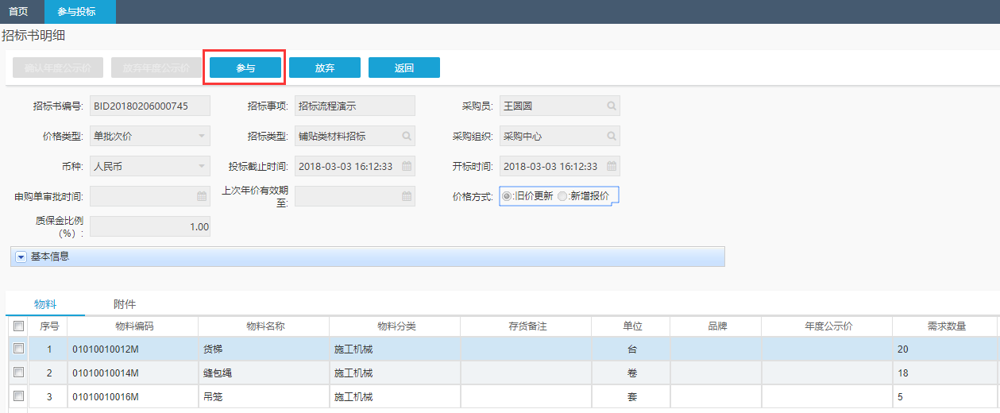 首页 参与投标
招标书明细
确认年度公示价 放弃年度公示价 参与 放弃 返回
招标书编号: BID20180206000745 招标事项: 招标流程演示 采购员: 王圆圆
价格类型: 单批次价 招标类型: 铺贴类材料招标 采购组织: 采购中心
币种: 人民币 投标截止时间: 2018-03-03 16:12:33 开标时间: 2018-03-03 16:12:33
申购单审批时间: 上次年价有效期至: 价格方式: :旧价更新 :新增报价
质保金比例(%): 1.00
基本信息
物料 附件
序号 物料编码 物料名称 物料分类 存货备注 单位 品牌 年度公示价 需求数量
1 01010010012M 货梯 施工机械 台 20
2 01010010014M 缝包绳 施工机械 卷 18
3 01010010016M 吊笼 施工机械 套 5